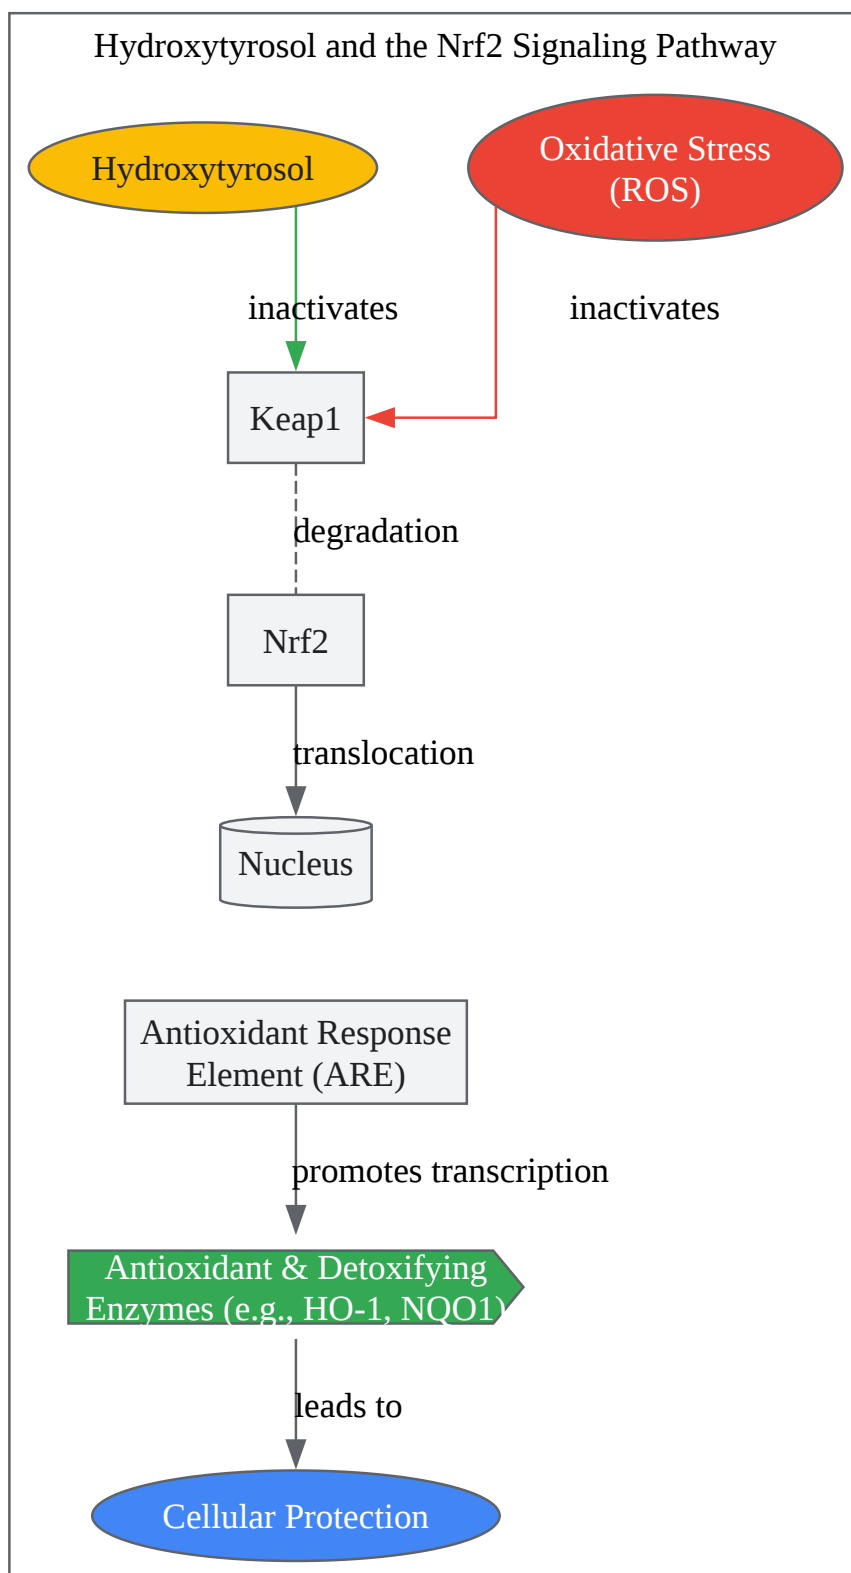 Hydroxytyrosol and the Nrf2 Signaling Pathway
Hydroxytyrosol
Oxidative Stress
(ROS)
inactivates
inactivates
Keap1
degradation
Nrf2
translocation
Nucleus
Antioxidant Response
Element (ARE)
promotes transcription
Antioxidant & Detoxifying
Enzymes (e.g., HO-1, NQO1)
leads to
Cellular Protection